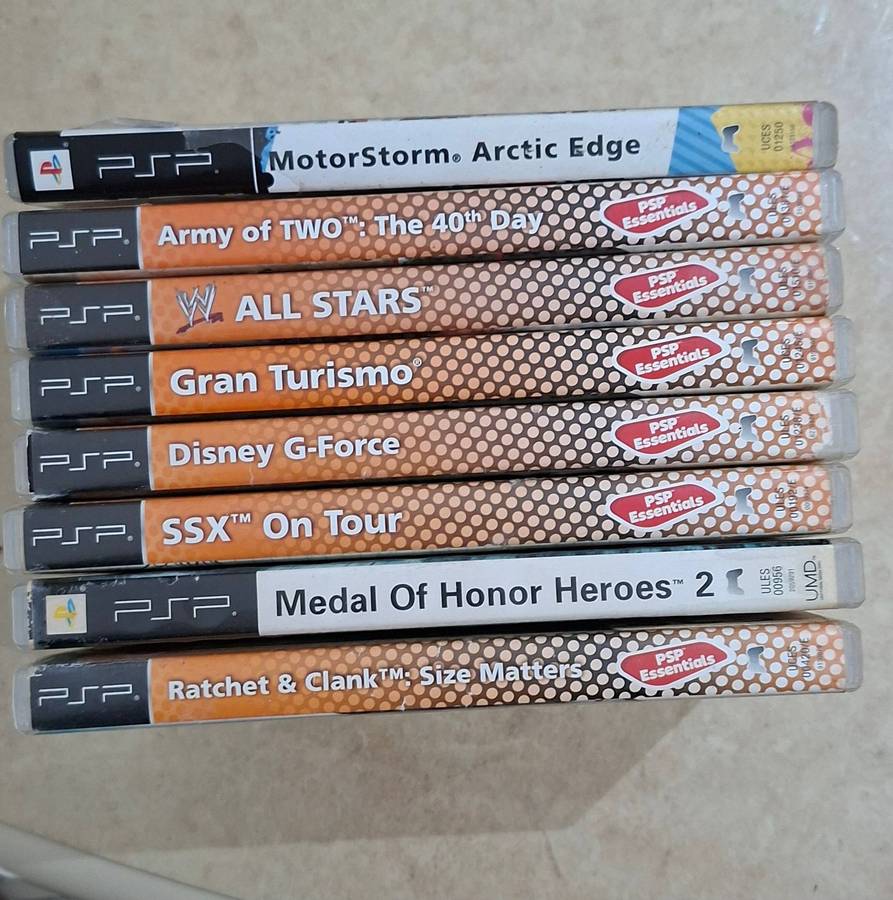 PSP MotorStorm® Arctic Edge UCES 01250
PSP Army of TWO™: The 40th Day PSP Essentials
PSP W ALL STARS™ PSP Essentials
PSP Gran Turismo® PSP Essentials
PSP Disney G-Force PSP Essentials
PSP SSX™ On Tour PSP Essentials
PSP Medal Of Honor Heroes™ 2 ULES 00956 UMD™
PSP Ratchet & Clank™: Size Matters PSP Essentials